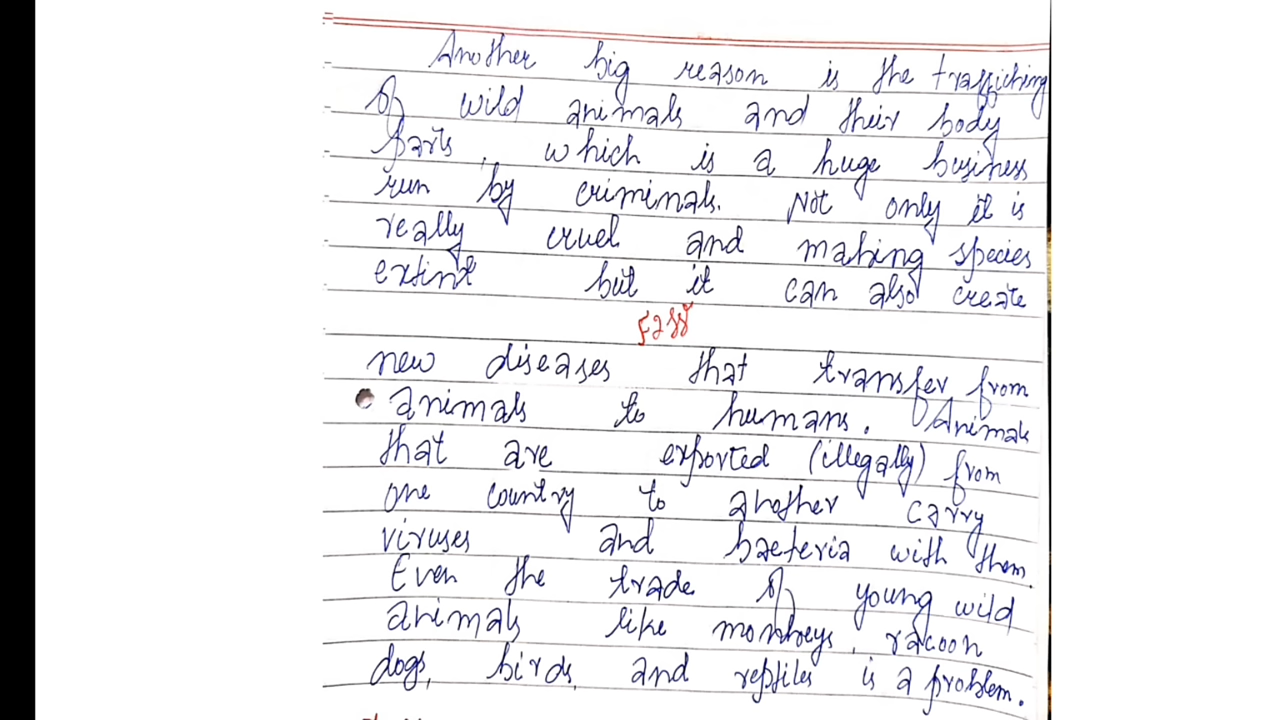 Another big reason is the trafficking
of wild animals and their body
parts, which is a huge business
run by criminals. Not only it is
really cruel and making species
extint but it can also create
new diseases that transfer from
animals to humans. Animals
that are exported (illegally) from
one country to another carry
viruses and bacteria with them.
Even the trade of young wild
animals like monkeys, racoon
dogs, birds and reptiles is a problem.